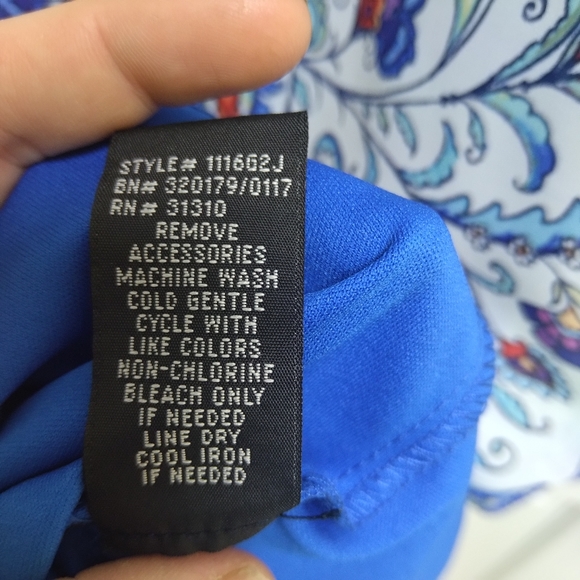 STYLE# 1116G2J
BN# 320179/0117
RN# 31310
REMOVE
ACCESSORIES
MACHINE WASH
COLD GENTLE
CYCLE WITH
LIKE COLORS
NON-CHLORINE
BLEACH ONLY
IF NEEDED
LINE DRY
COOL IRON
IF NEEDED